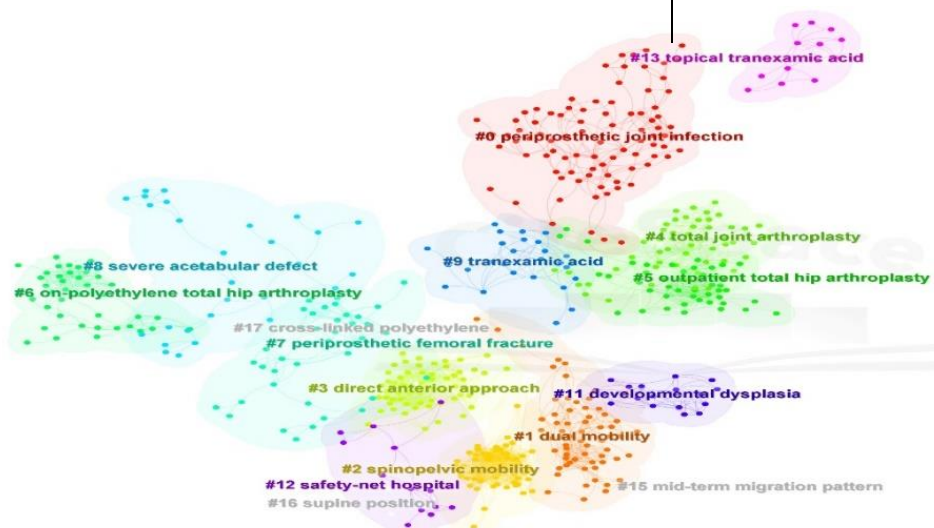 #13 topical tranexamic acid
#0 periprosthetic joint infection
#4 total joint arthroplasty
#9 tranexamic acid
#8 severe acetabular defect
#5 outpatient total hip arthroplasty
#6 on-polyethylene total hip arthroplasty
#17 cross-linked polyethylene
#7 periprosthetic femoral fracture
#3 direct anterior approach
#11 developmental dysplasia
#1 dual mobility
#2 spinopelvic mobility
#12 safety-net hospital
#15 mid-term migration pattern
#16 supine position